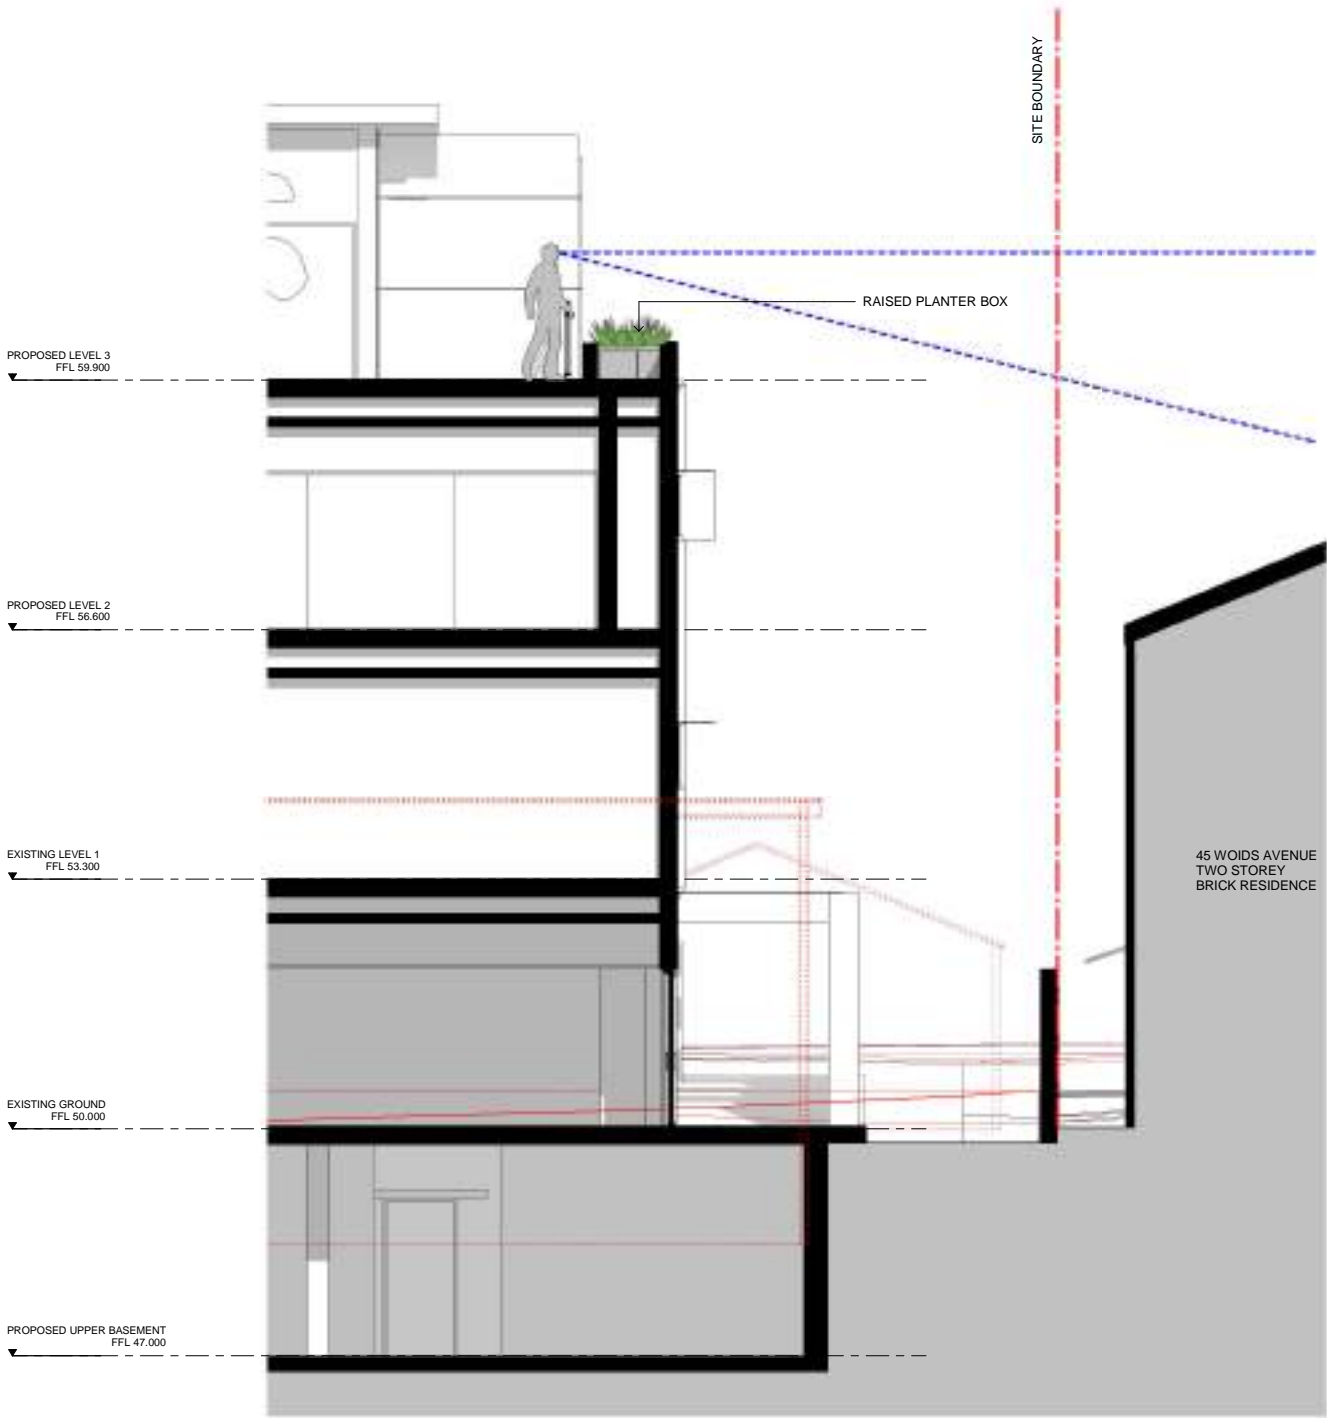 SITE BOUNDARY
RAISED PLANTER BOX
PROPOSED LEVEL 3
FFL 59.900
PROPOSED LEVEL 2
FFL 56.600
EXISTING LEVEL 1
FFL 53.300
45 WOIDS AVENUE
TWO STOREY
BRICK RESIDENCE
EXISTING GROUND
FFL 50.000
PROPOSED UPPER BASEMENT
FFL 47.000